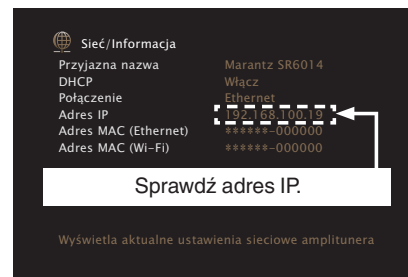 Sieć/Informacja
Przyjazna nazwa Marantz SR6014
DHCP Włącz
Połączenie Ethernet
Adres IP 192.168.100.19
Adres MAC (Ethernet) ******-000000
Adres MAC (Wi-Fi) ******-000000
Sprawdź adres IP.
Wyświetla aktualne ustawienia sieciowe amplitunera